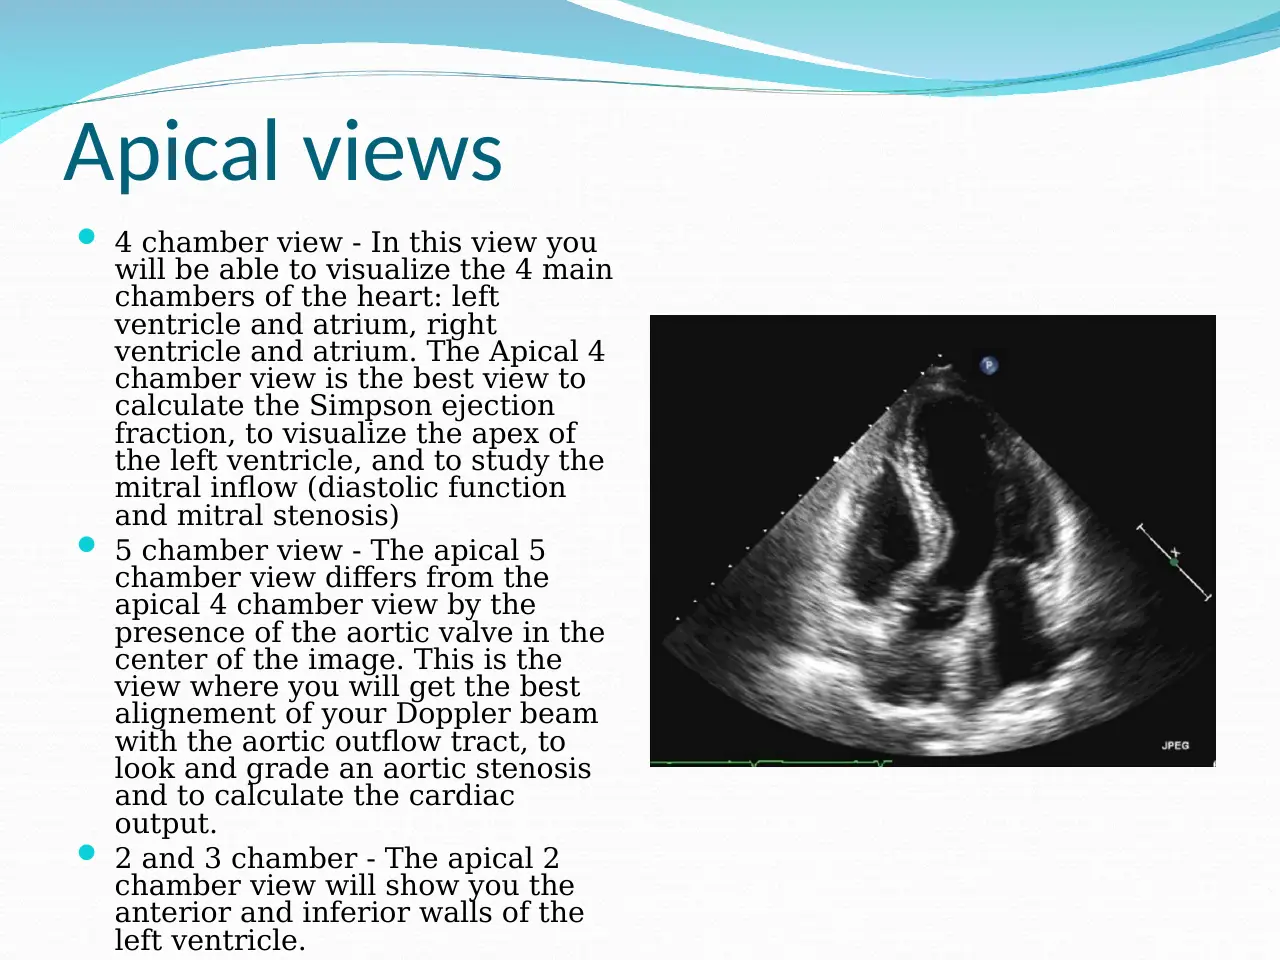 Apical views
4 chamber view - In this view you
will be able to visualize the 4 main
chambers of the heart: left
ventricle and atrium, right
ventricle and atrium. The Apical 4
chamber view is the best view to
calculate the Simpson ejection
fraction, to visualize the apex of
the left ventricle, and to study the
mitral inflow (diastolic function
and mitral stenosis)
5 chamber view - The apical 5
chamber view differs from the
apical 4 chamber view by the
presence of the aortic valve in the
center of the image. This is the
view where you will get the best
alignement of your Doppler beam
with the aortic outflow tract, to
look and grade an aortic stenosis
and to calculate the cardiac
output.
2 and 3 chamber - The apical 2
chamber view will show you the
anterior and inferior walls of the
left ventricle.
P
X
JPEG